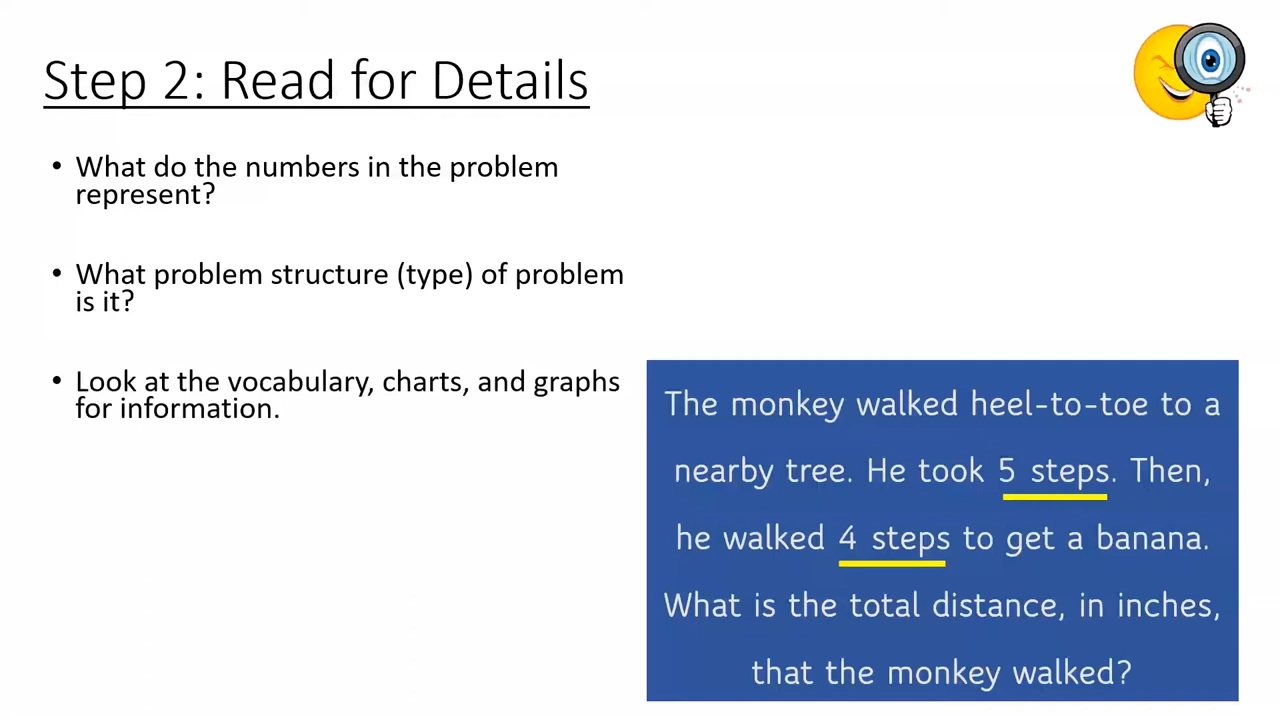 Step 2: Read for Details
• What do the numbers in the problem
represent?
• What problem structure (type) of problem
is it?
• Look at the vocabulary, charts, and graphs
for information.
The monkey walked heel-to-toe to a
nearby tree. He took 5 steps. Then,
he walked 4 steps to get a banana.
What is the total distance, in inches,
that the monkey walked?